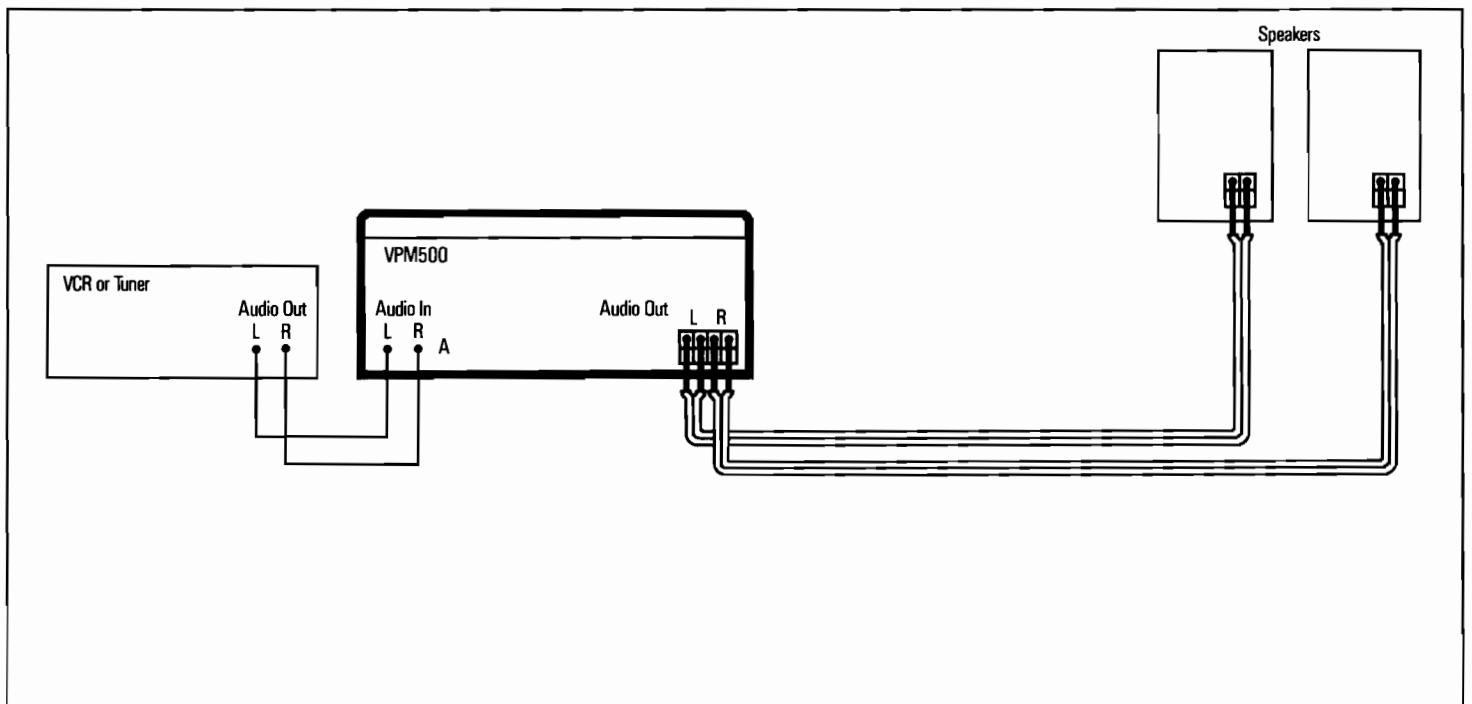 Speakers
VPM500
VCR or Tuner
Audio Out
L R
Audio In
L R A
Audio Out
L R